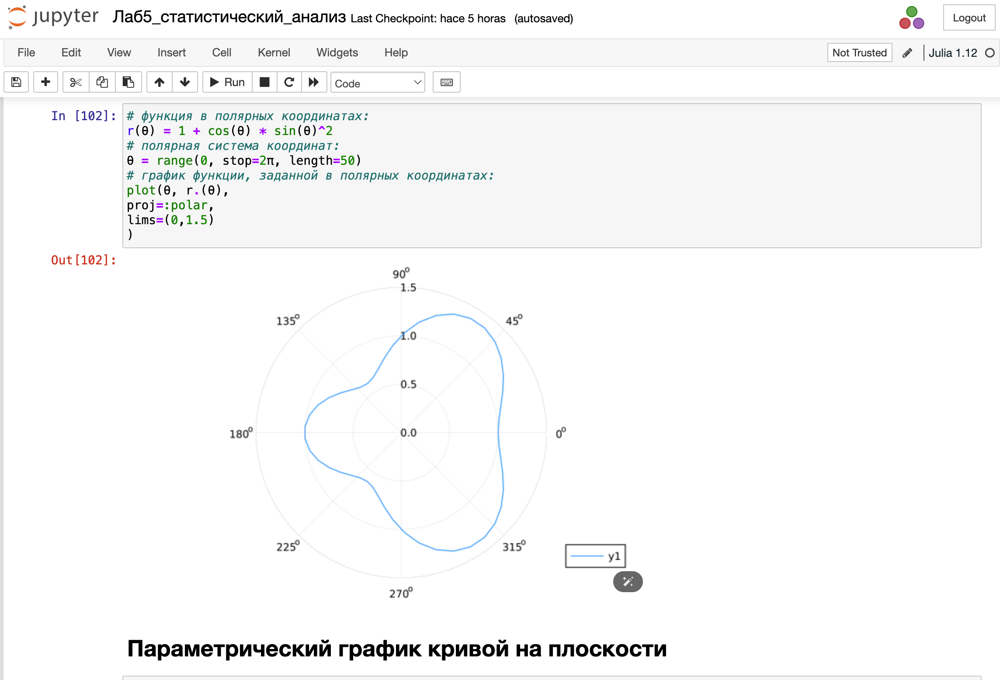 jupyter Лаб5_статистический_анализ Last Checkpoint: hace 5 horas (autosaved) Logout
File Edit View Insert Cell Kernel Widgets Help Not Trusted Julia 1.12
Run Code
In [102]: # функция в полярных координатах:
r(θ) = 1 + cos(θ) * sin(θ)^2
# полярная система координат:
θ = range(0, stop=2π, length=50)
# график функции, заданной в полярных координатах:
plot(θ, r.(θ),
proj=:polar,
lims=(0,1.5)
)
Out[102]:
90°
1.5
135° 45°
1.0
0.5
180° 0.0 0°
225° 315°
y1
270°
Параметрический график кривой на плоскости